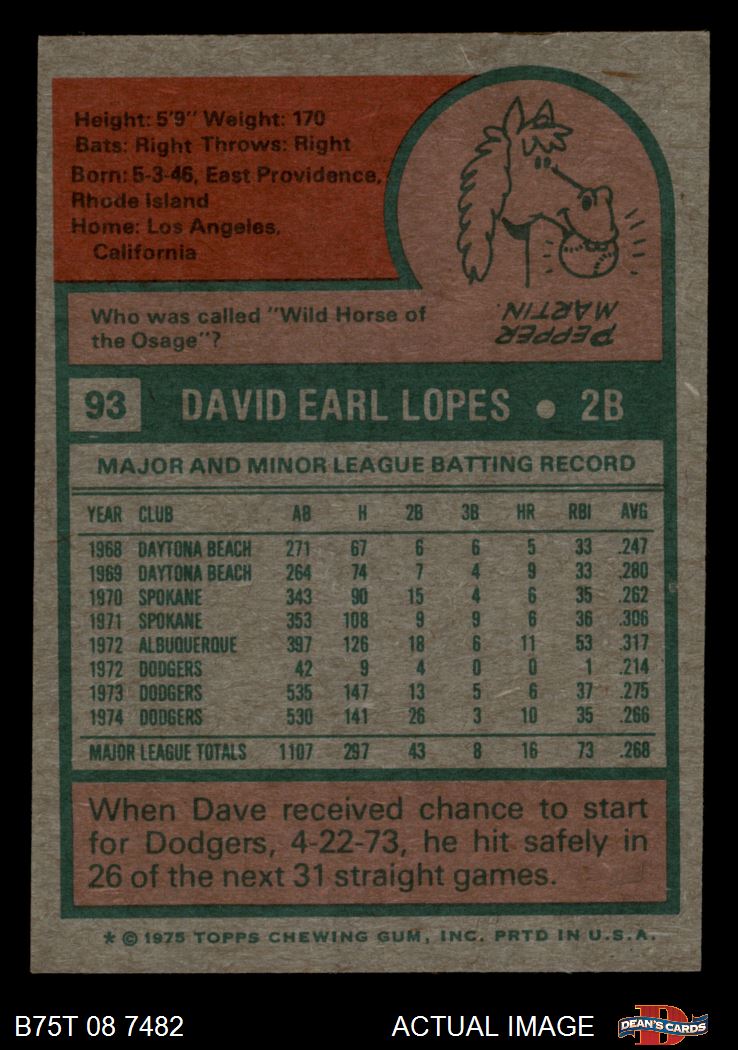 Height: 5'9" Weight: 170
Bats: Right Throws: Right
Born: 5-3-46, East Providence,
Rhode Island
Home: Los Angeles,
California
Who was called "Wild Horse of
the Osage"?
PEPPER
MARTIN.
93 DAVID EARL LOPES • 2B
MAJOR AND MINOR LEAGUE BATTING RECORD
YEAR CLUB AB H 2B 3B HR RBI AVG
1968 DAYTONA BEACH 271 67 6 6 5 33 .247
1969 DAYTONA BEACH 264 74 7 4 9 33 .280
1970 SPOKANE 343 90 15 4 6 35 .262
1971 SPOKANE 353 108 9 9 6 36 .306
1972 ALBUQUERQUE 397 126 18 6 11 53 .317
1972 DODGERS 42 9 4 0 0 1 .214
1973 DODGERS 535 147 13 5 6 37 .275
1974 DODGERS 530 141 26 3 10 35 .266
MAJOR LEAGUE TOTALS 1107 297 43 8 16 73 .268
When Dave received chance to start
for Dodgers, 4-22-73, he hit safely in
26 of the next 31 straight games.
* © 1975 TOPPS CHEWING GUM, INC. PRTD IN U.S.A.
B75T 08 7482 ACTUAL IMAGE DEAN'S CARDS